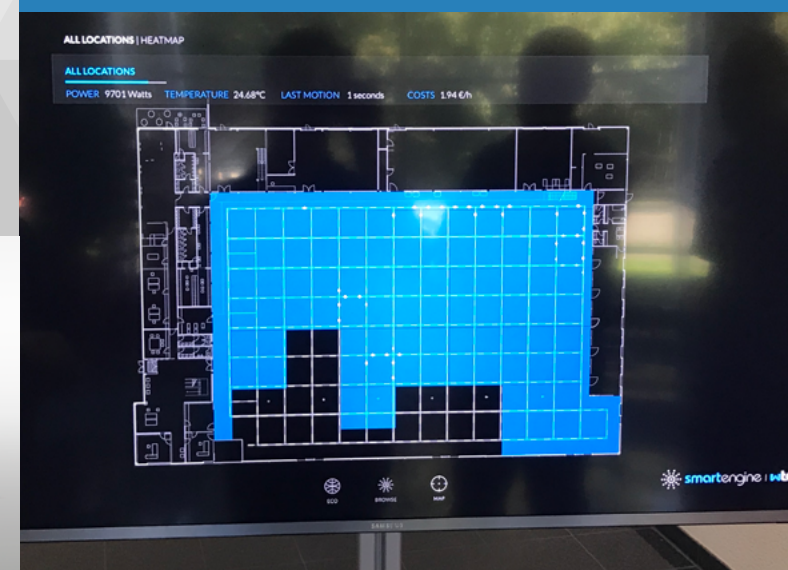 ALL LOCATIONS | HEATMAP
ALL LOCATIONS
POWER 9701 Watts TEMPERATURE 24.68°C LAST MOTION 1 seconds COSTS 1.94 €/h
ECO BROWSE MAP
smartengine |
SAMSUNG